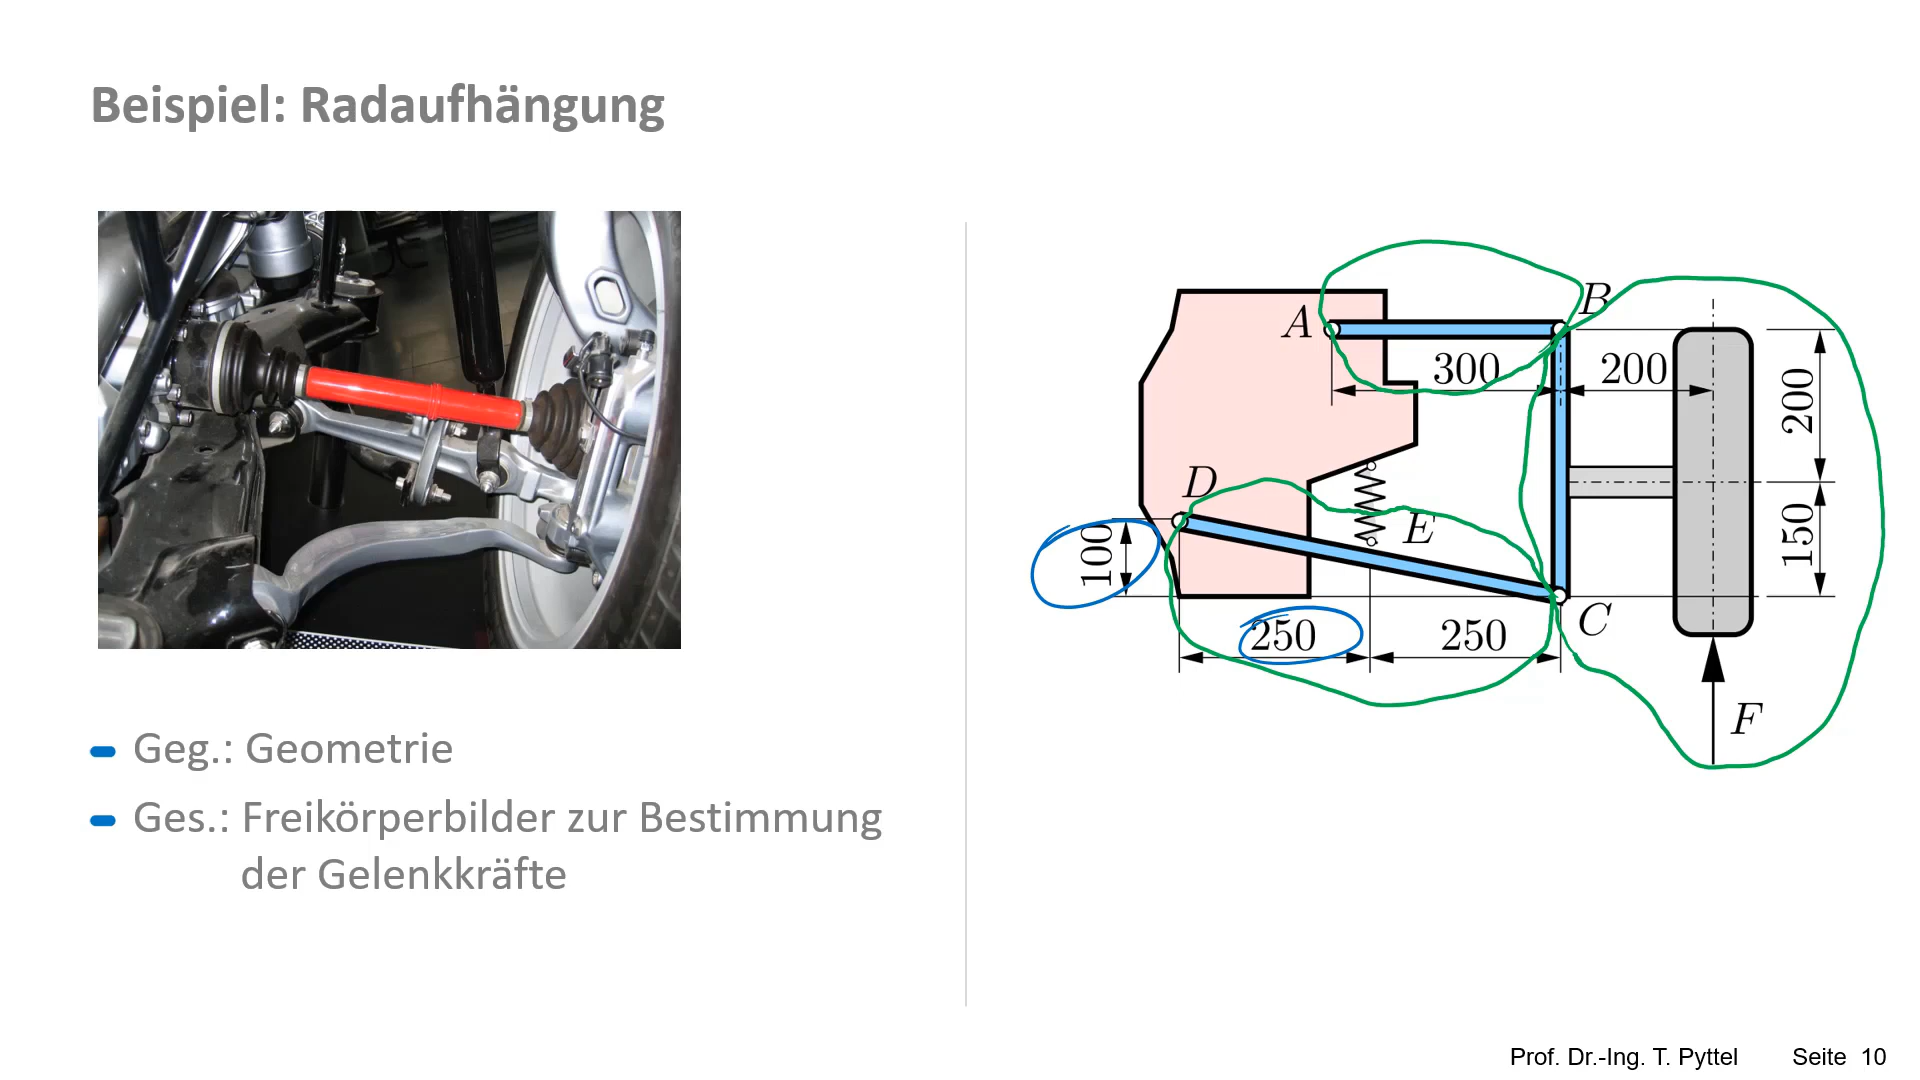 Beispiel: Radaufhängung
Geg.: Geometrie
Ges.: Freikörperbilder zur Bestimmung
der Gelenkkräfte
A
B
300
200
200
D
E
100
150
C
250
250
F
Prof. Dr.-Ing. T. Pyttel Seite 10